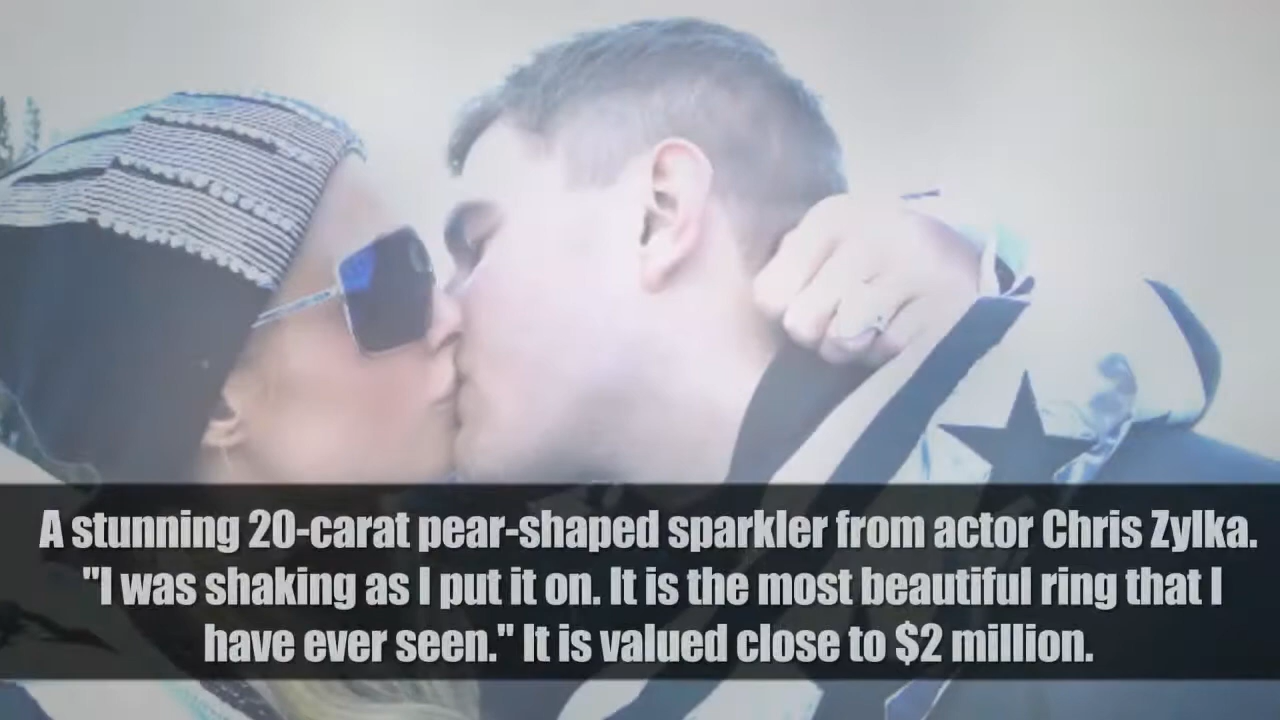 A stunning 20-carat pear-shaped sparkler from actor Chris Zylka.
"I was shaking as I put it on. It is the most beautiful ring that I
have ever seen." It is valued close to $2 million.